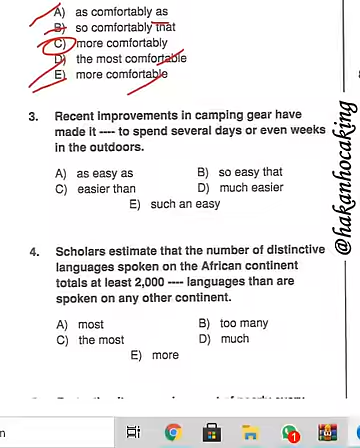 A) as comfortably as
B) so comfortably that
C) more comfortably
D) the most comfortable
E) more comfortable
3. Recent improvements in camping gear have
made it ---- to spend several days or even weeks
in the outdoors.
A) as easy as B) so easy that
C) easier than D) much easier
E) such an easy
4. Scholars estimate that the number of distinctive
languages spoken on the African continent
totals at least 2,000 ---- languages than are
spoken on any other continent.
A) most B) too many
C) the most D) much
E) more
@hakanhocaking
n
1